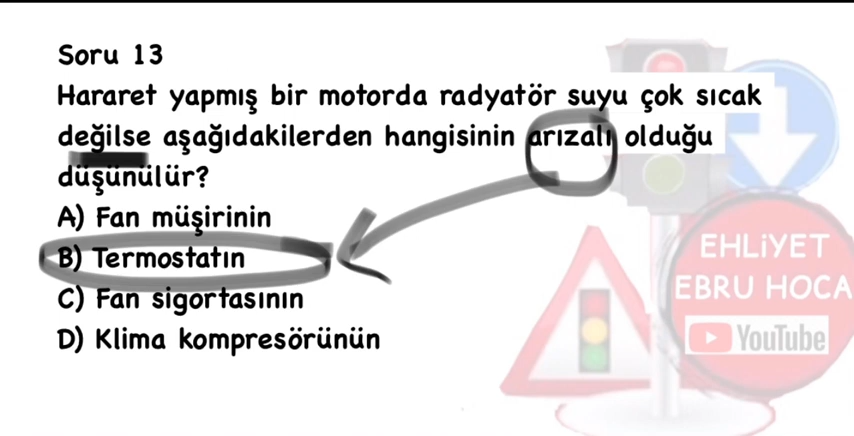 Soru 13
Hararet yapmış bir motorda radyatör suyu çok sıcak
değilse aşağıdakilerden hangisinin arızalı olduğu
düşünülür?
A) Fan müşirinin
B) Termostatın
C) Fan sigortasının
D) Klima kompresörünün
EHLİYET
EBRU HOCA
YouTube